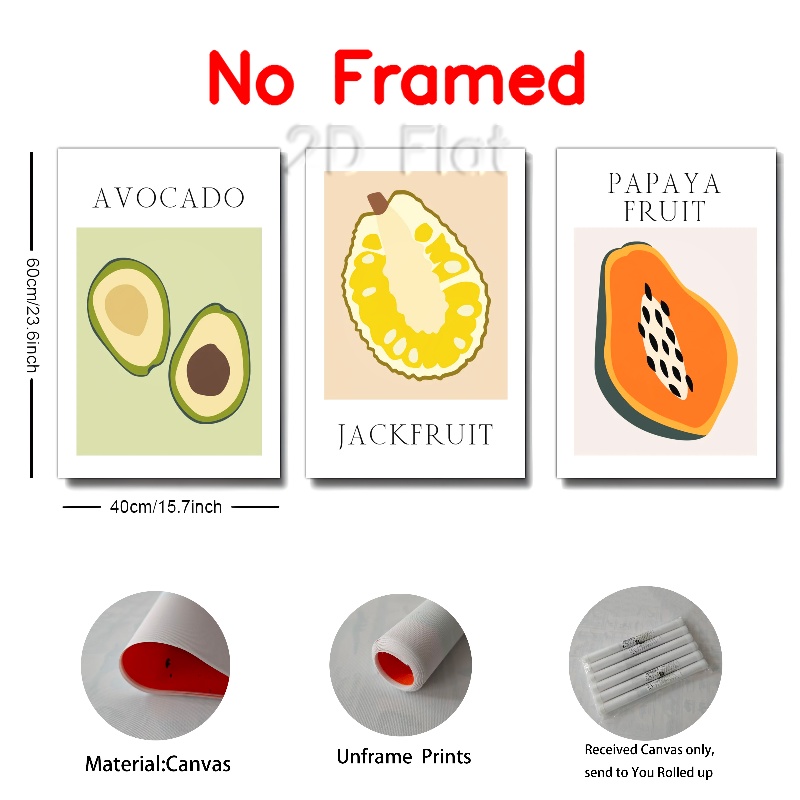 No Framed
2D Flat
AVOCADO
JACKFRUIT
PAPAYA
FRUIT
60cm/23.6inch
40cm/15.7inch
Material:Canvas
Unframe Prints
Received Canvas only,
send to You Rolled up